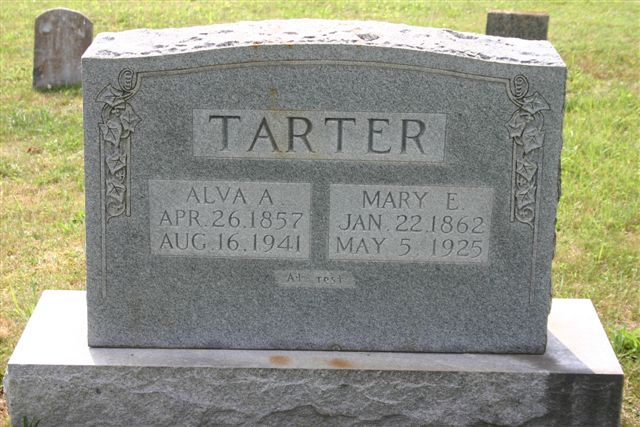 TARTER
ALVA A.
APR. 26, 1857
AUG. 16, 1941
MARY E.
JAN. 22, 1862
MAY 5, 1925
At rest